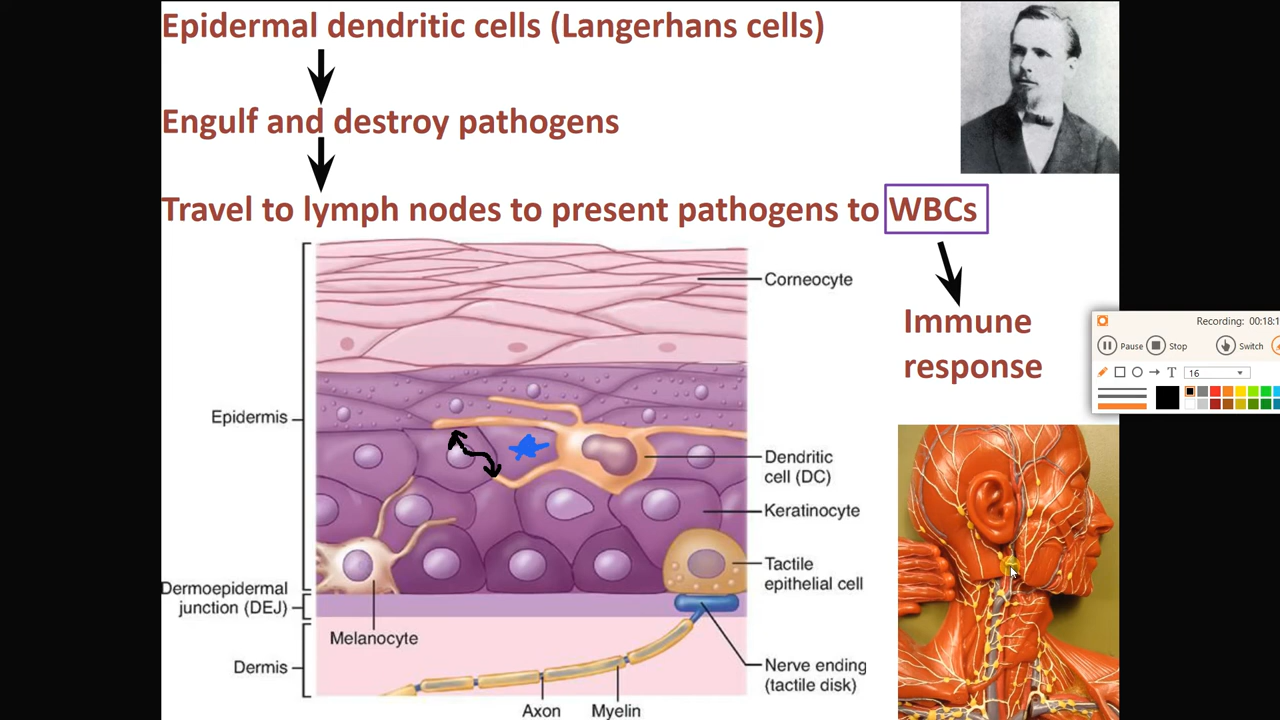 Epidermal dendritic cells (Langerhans cells)
Engulf and destroy pathogens
Travel to lymph nodes to present pathogens to WBCs
Immune
response
Recording: 00:18:1
Pause Stop Switch
T 16
Corneocyte
Epidermis
Dendritic
cell (DC)
Keratinocyte
Tactile
epithelial cell
Dermoepidermal
junction (DEJ)
Melanocyte
Dermis
Nerve ending
(tactile disk)
Axon Myelin